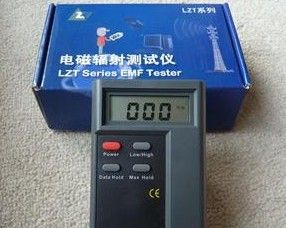 LZT系列
电磁辐射测试仪
LZT Series EMF Tester
000
Power Low/High
Data Hold Max Hold
CE